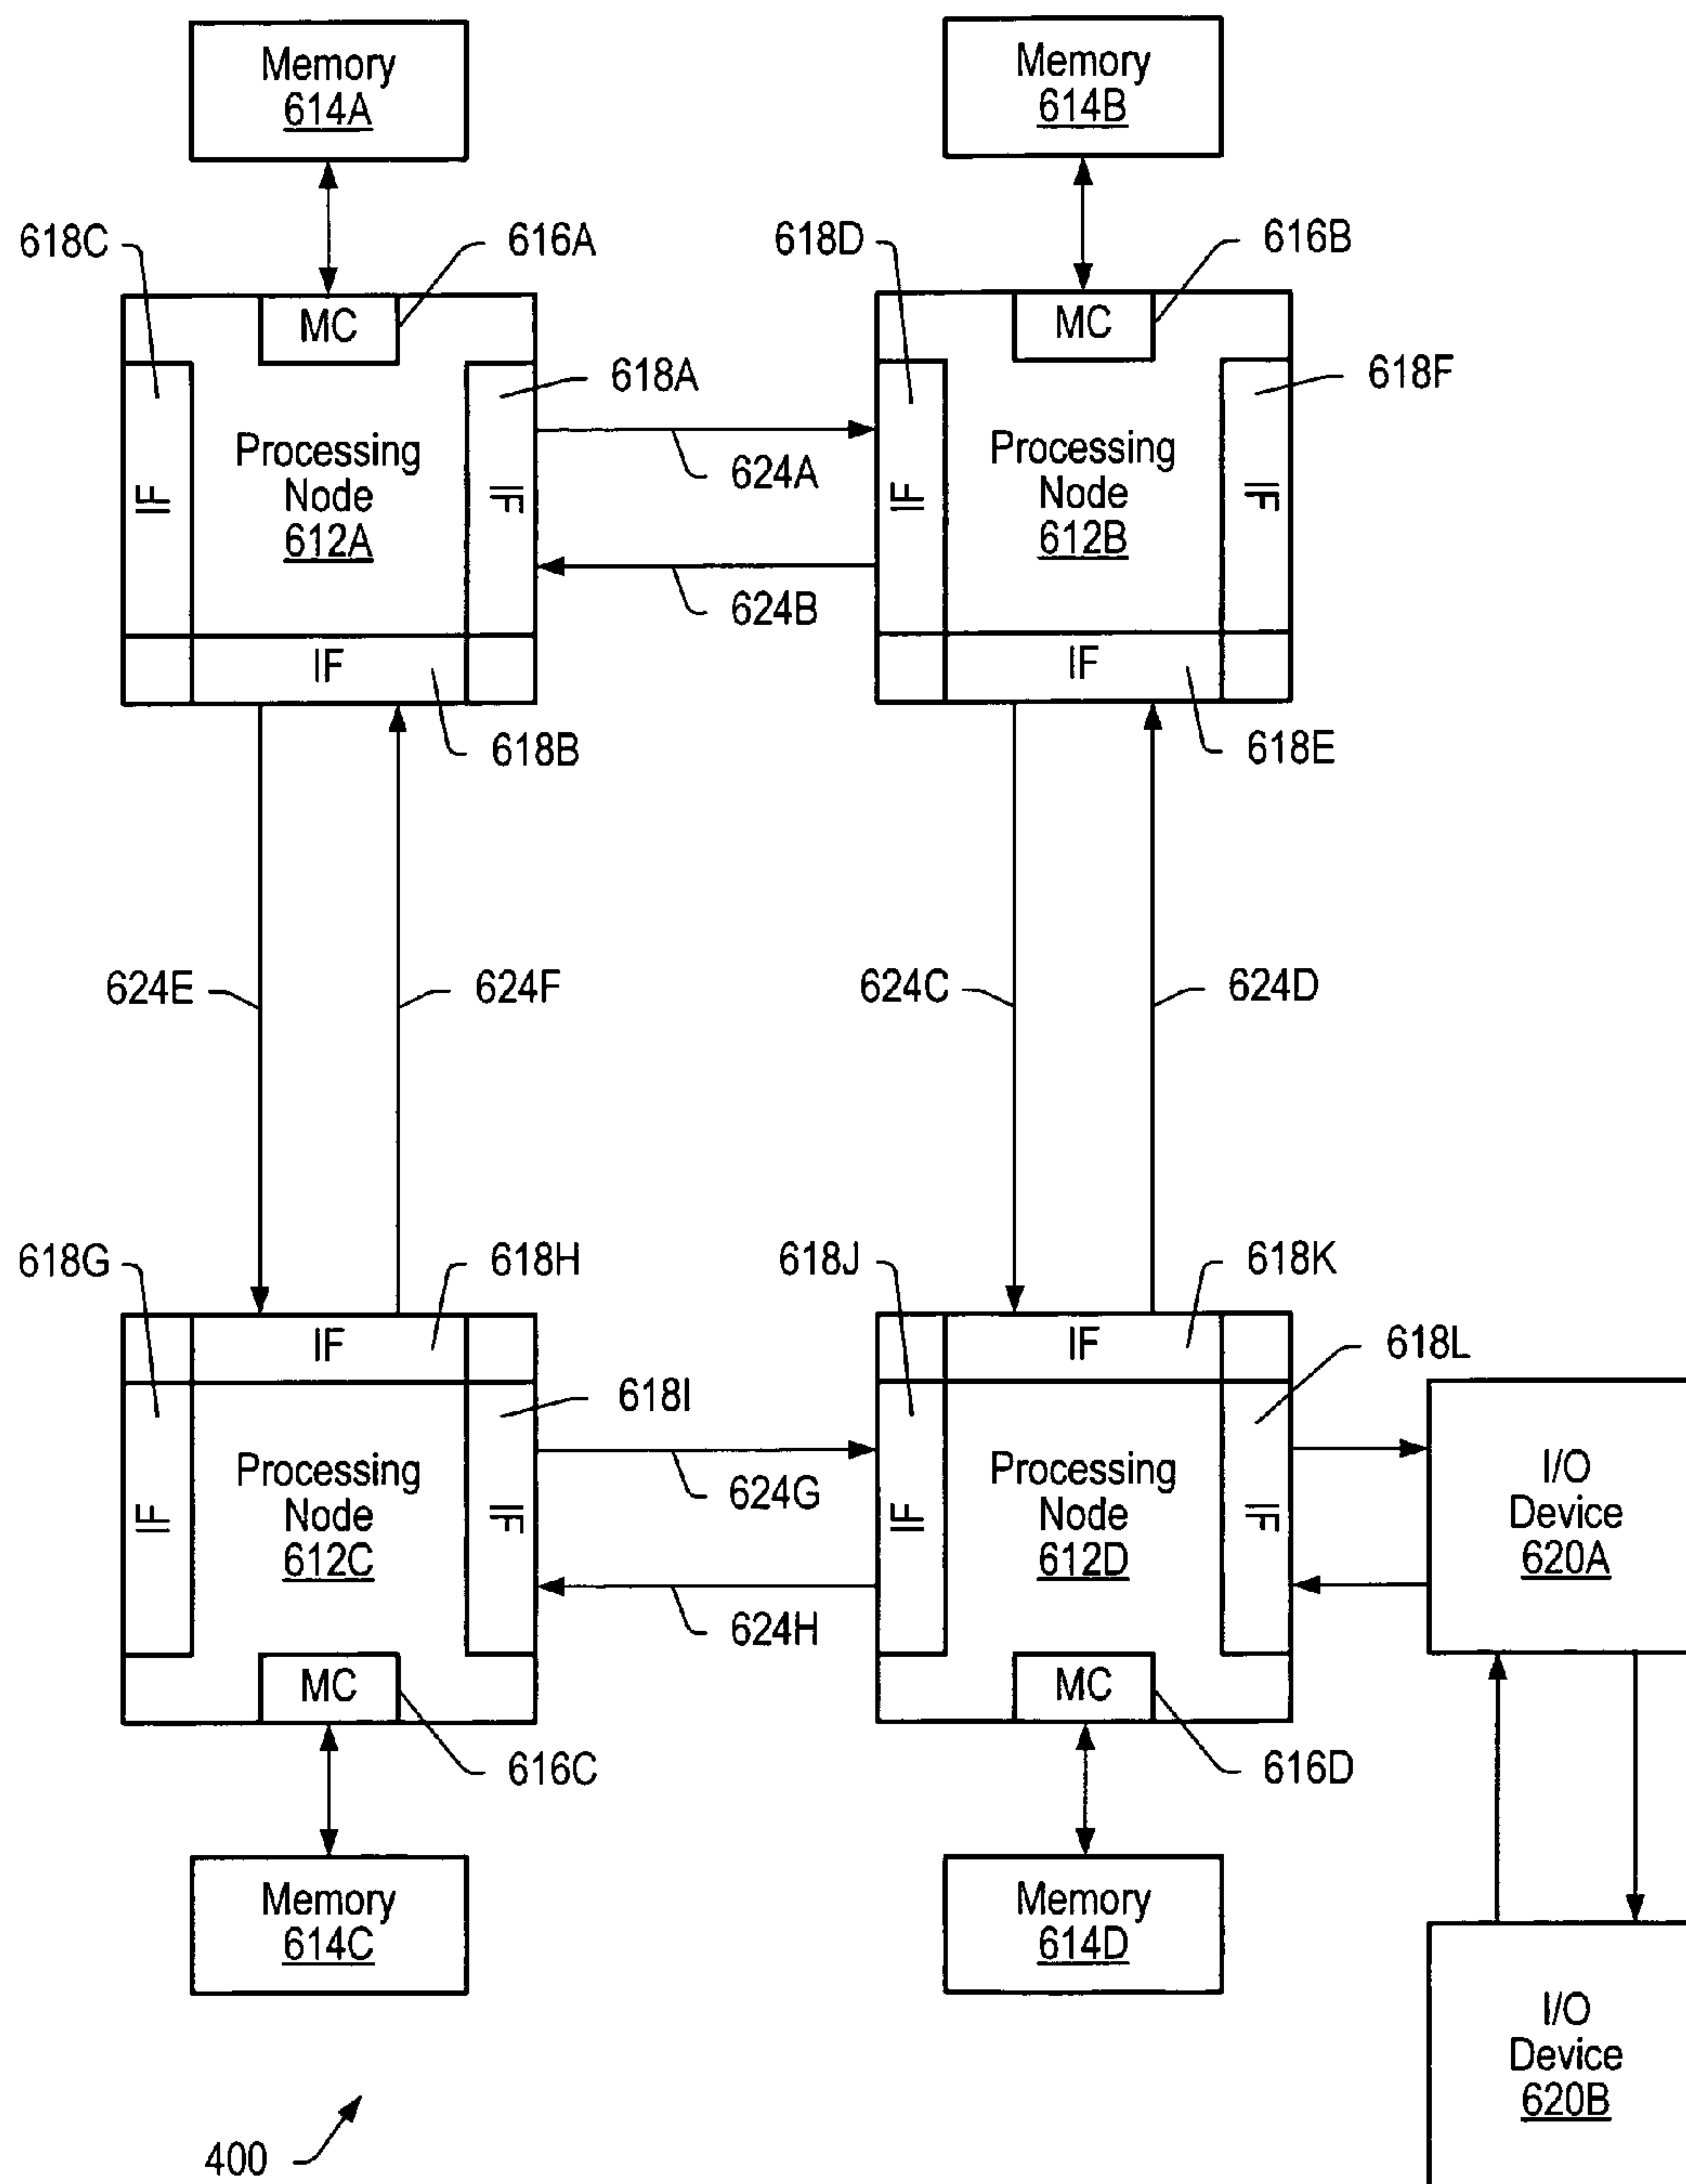 Memory
614A
Memory
614B
618C
616A
618D
616B
MC
MC
618A
618F
Processing
Node
612A
IF
IF
624A
Processing
Node
612B
IF
IF
624B
IF
IF
618B
618E
624E
624F
624C
624D
618G
618H
618J
618K
IF
IF
618L
618I
Processing
Node
612C
IF
IF
624G
Processing
Node
612D
IF
IF
I/O
Device
620A
624H
MC
MC
616C
616D
Memory
614C
Memory
614D
I/O
Device
620B
400